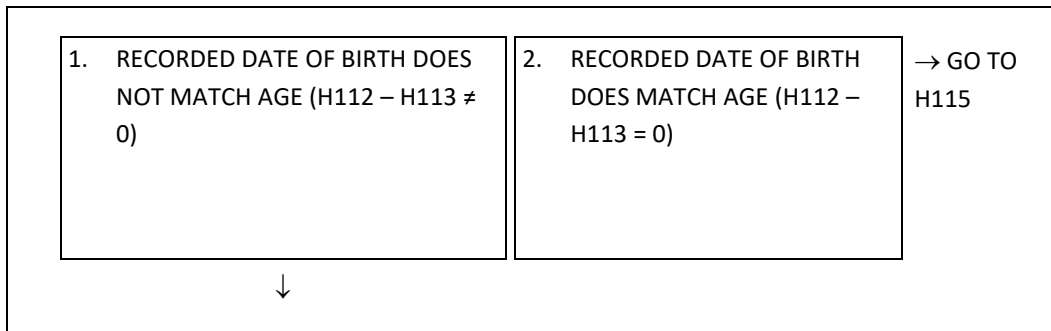 1. RECORDED DATE OF BIRTH DOES
NOT MATCH AGE (H112 – H113 ≠
0)
2. RECORDED DATE OF BIRTH
DOES MATCH AGE (H112 –
H113 = 0)
→ GO TO
H115
↓